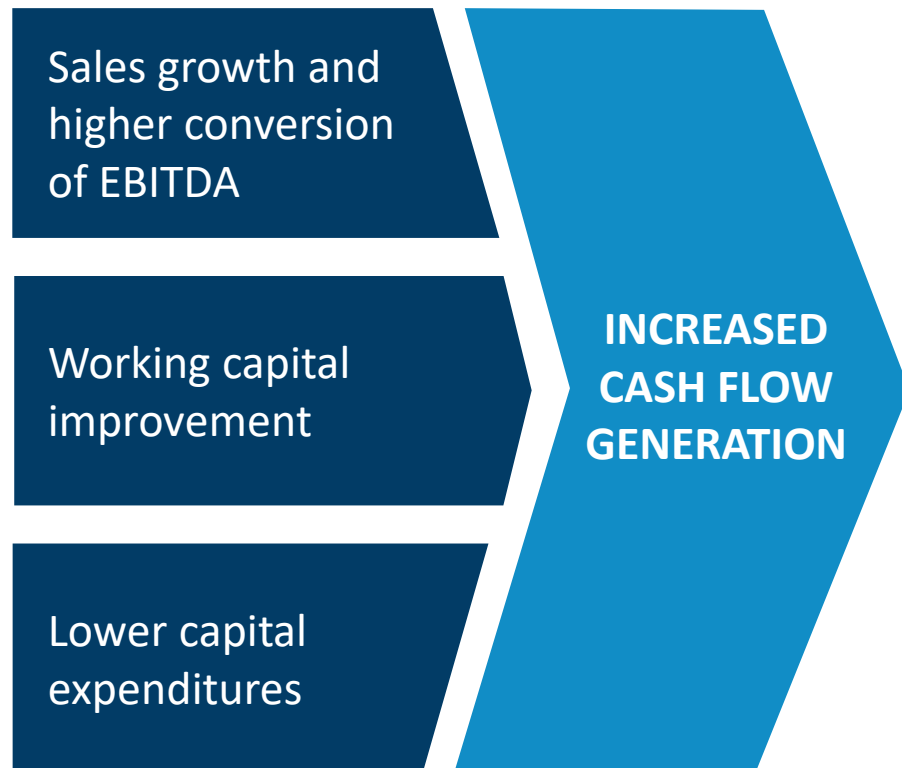 Sales growth and
higher conversion
of EBITDA
Working capital
improvement
Lower capital
expenditures
INCREASED
CASH FLOW
GENERATION